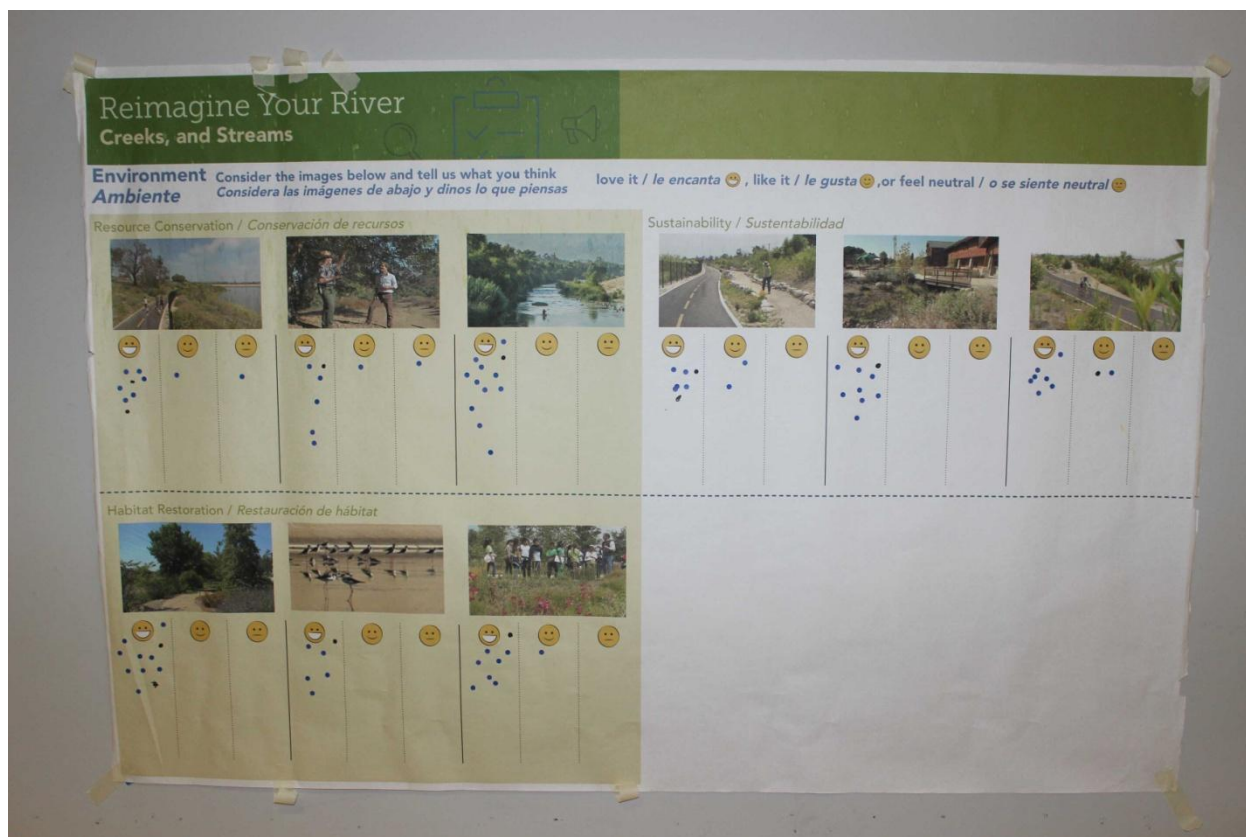 Reimagine Your River
Creeks, and Streams
Environment Consider the images below and tell us what you think
Ambiente Considera las imágenes de abajo y dinos lo que piensas
love it / le encanta , like it / le gusta ,or feel neutral / o se siente neutral
Resource Conservation / Conservación de recursos
Sustainability / Sustentabilidad
Habitat Restoration / Restauración de hábitat